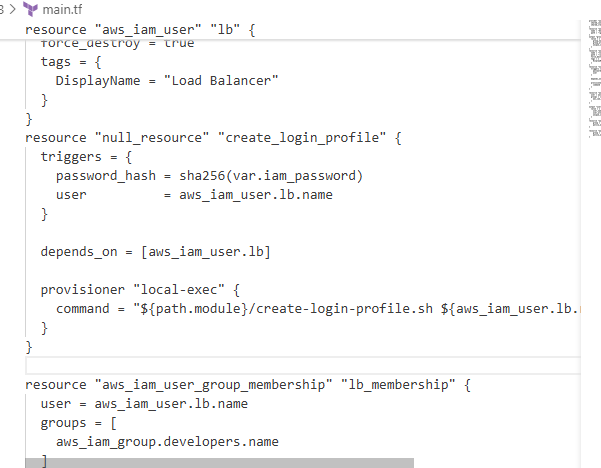 3 > main.tf
resource "aws_iam_user" "lb" {
force_destroy = true
tags = {
DisplayName = "Load Balancer"
}
}
resource "null_resource" "create_login_profile" {
triggers = {
password_hash = sha256(var.iam_password)
user = aws_iam_user.lb.name
}
depends_on = [aws_iam_user.lb]
provisioner "local-exec" {
command = "${path.module}/create-login-profile.sh ${aws_iam_user.lb.
}
}
resource "aws_iam_user_group_membership" "lb_membership" {
user = aws_iam_user.lb.name
groups = [
aws_iam_group.developers.name
]